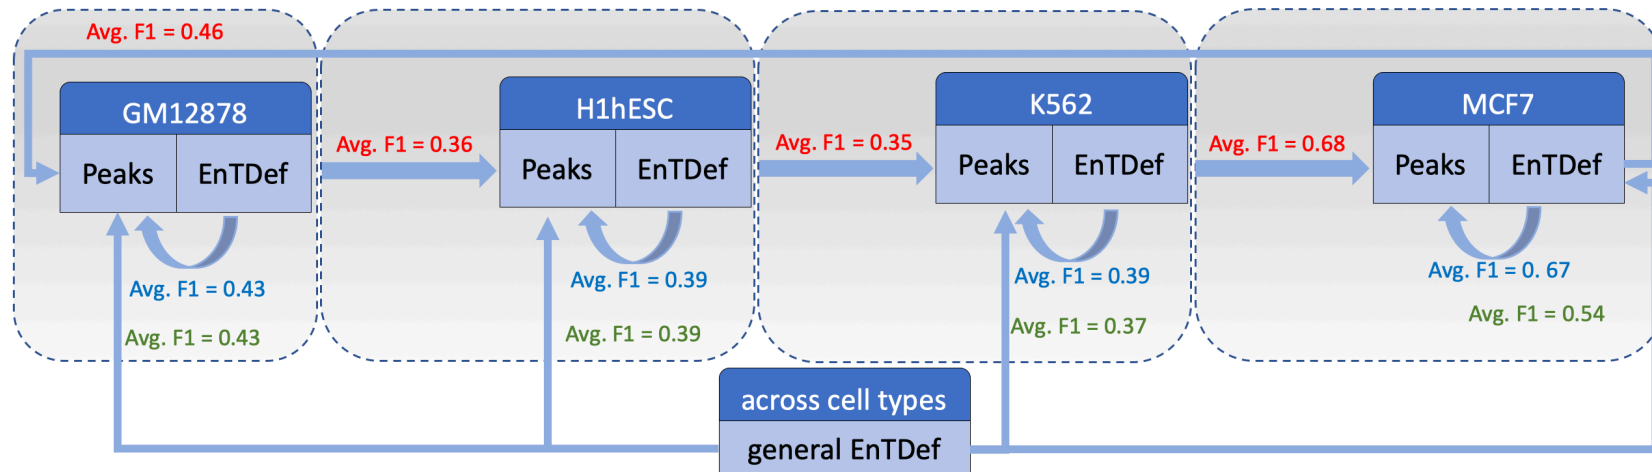 Avg. F1 = 0.46
GM12878
Peaks
EnTDef
Avg. F1 = 0.43
Avg. F1 = 0.43
Avg. F1 = 0.36
H1hESC
Peaks
EnTDef
Avg. F1 = 0.39
Avg. F1 = 0.39
Avg. F1 = 0.35
K562
Peaks
EnTDef
Avg. F1 = 0.39
Avg. F1 = 0.37
Avg. F1 = 0.68
MCF7
Peaks
EnTDef
Avg. F1 = 0. 67
Avg. F1 = 0.54
across cell types
general EnTDef